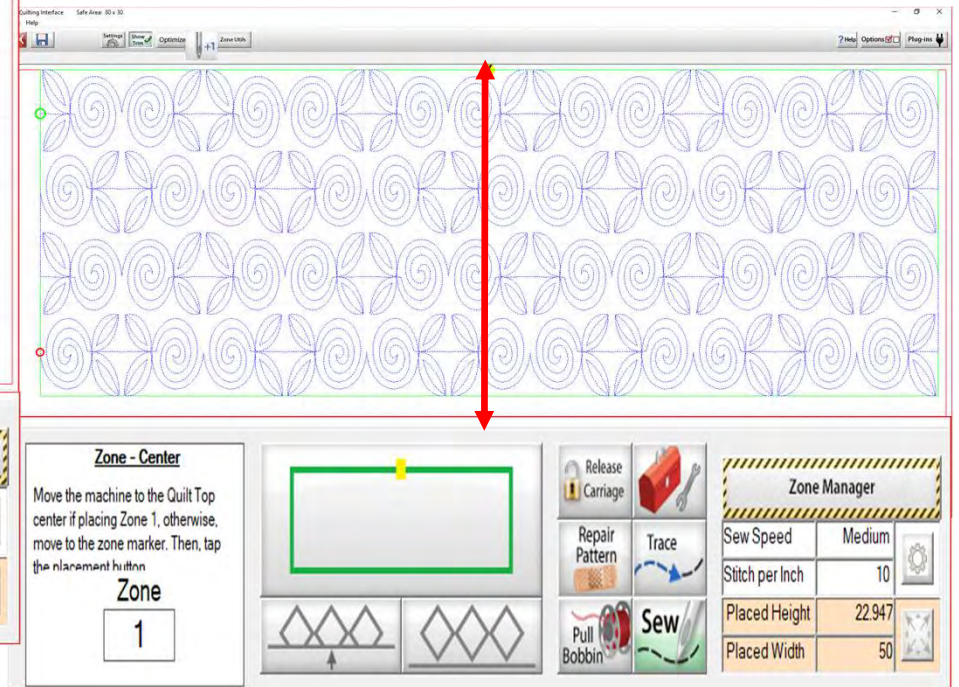 Quilting Interface Safe Area: 80 x 30
Help
Settings Show Trim Optimize +1 Zone Utils ? Help Options Plug-ins
Zone - Center
Move the machine to the Quilt Top
center if placing Zone 1, otherwise,
move to the zone marker. Then, tap
the placement button
Zone
1
Release
Carriage
Repair
Pattern
Trace
Pull
Bobbin
Sew
Zone Manager
Sew Speed Medium
Stitch per Inch 10
Placed Height 22.947
Placed Width 50